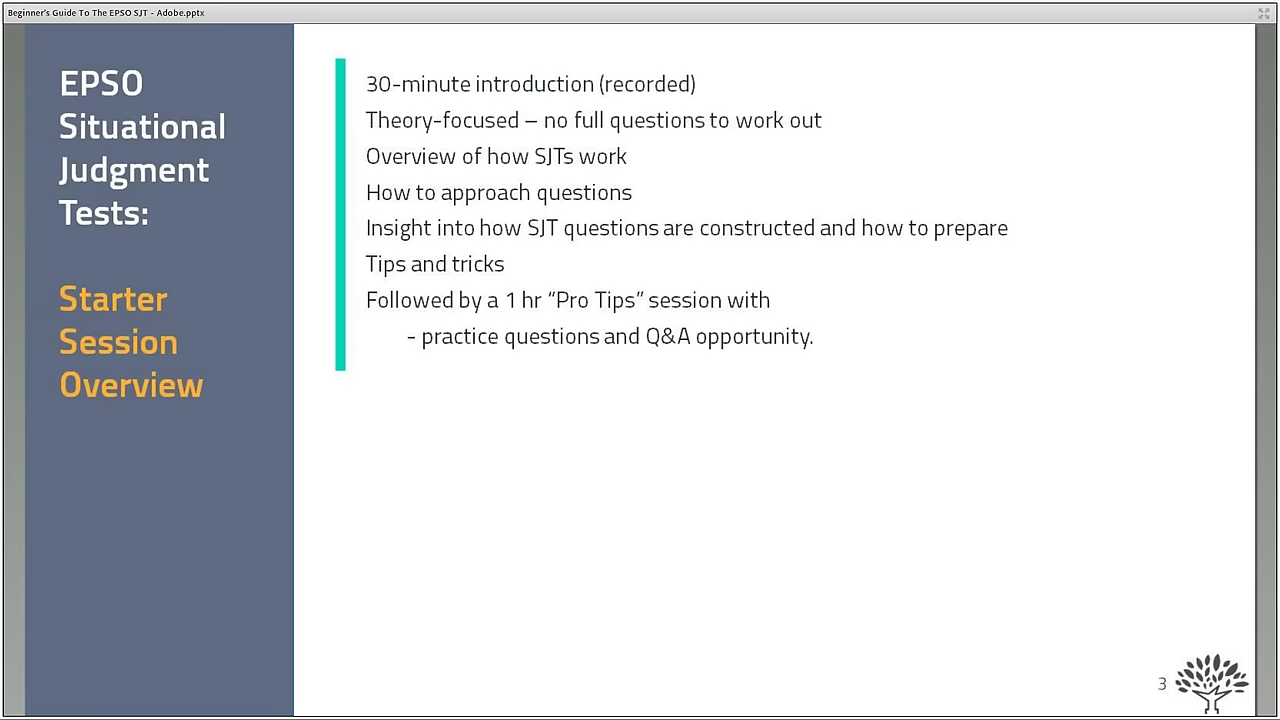 Beginner's Guide To The EPSO SJT - Adobe.pptx
EPSO
Situational
Judgment
Tests:
Starter
Session
Overview
30-minute introduction (recorded)
Theory-focused – no full questions to work out
Overview of how SJTs work
How to approach questions
Insight into how SJT questions are constructed and how to prepare
Tips and tricks
Followed by a 1 hr “Pro Tips” session with
- practice questions and Q&A opportunity.
3